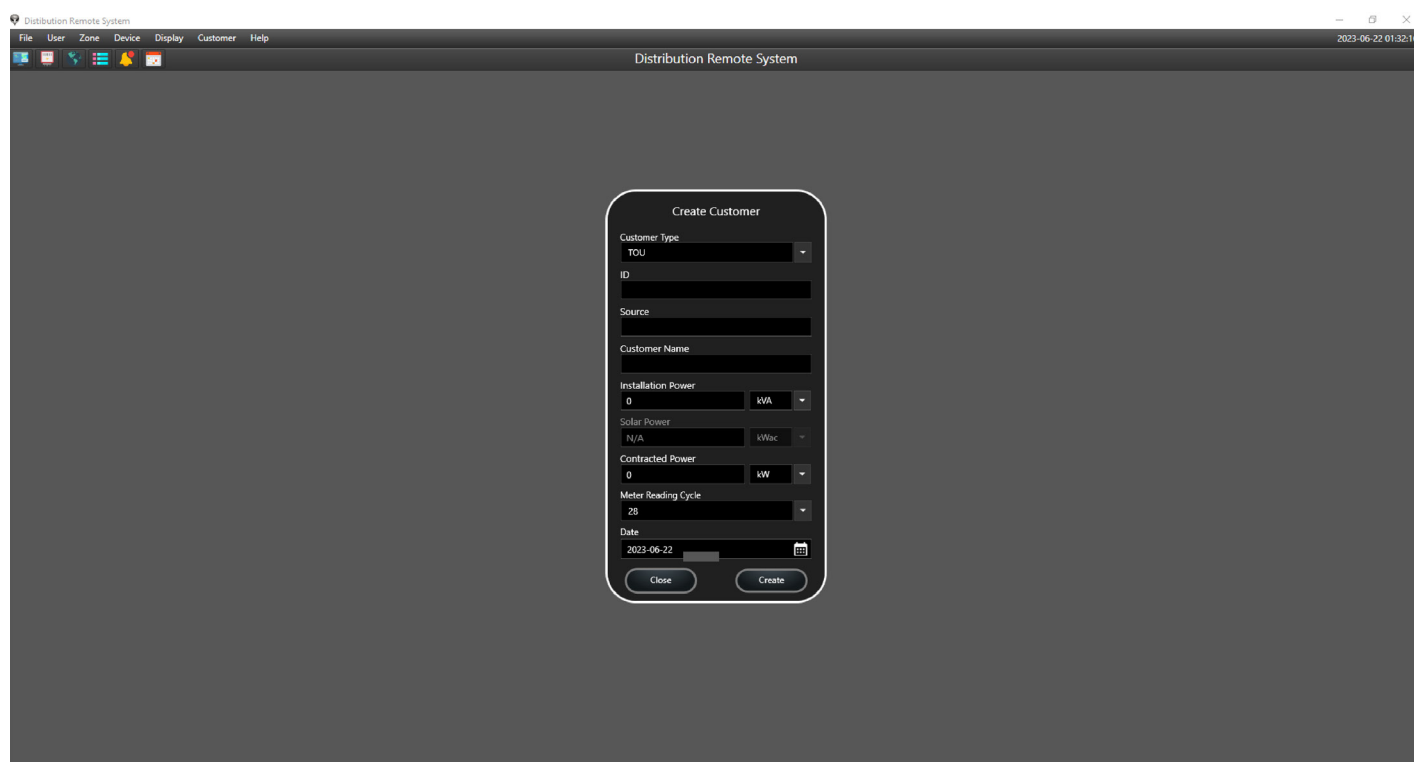 Distibution Remote System
File User Zone Device Display Customer Help
2023-06-22 01:32:1
Distribution Remote System
Create Customer
Customer Type
TOU
ID
Source
Customer Name
Installation Power
0 kVA
Solar Power
N/A kWac
Contracted Power
0 kW
Meter Reading Cycle
28
Date
2023-06-22
Close Create